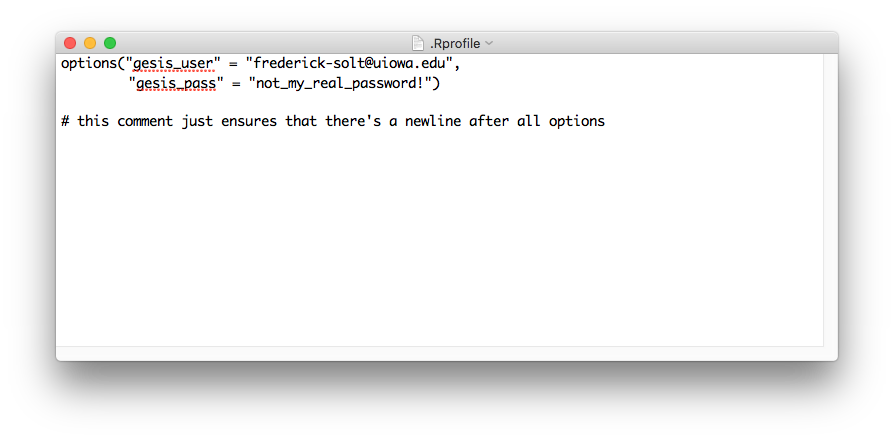 .Rprofile
options("gesis_user" = "frederick-solt@uiowa.edu",
        "gesis_pass" = "not_my_real_password!")
# this comment just ensures that there's a newline after all options